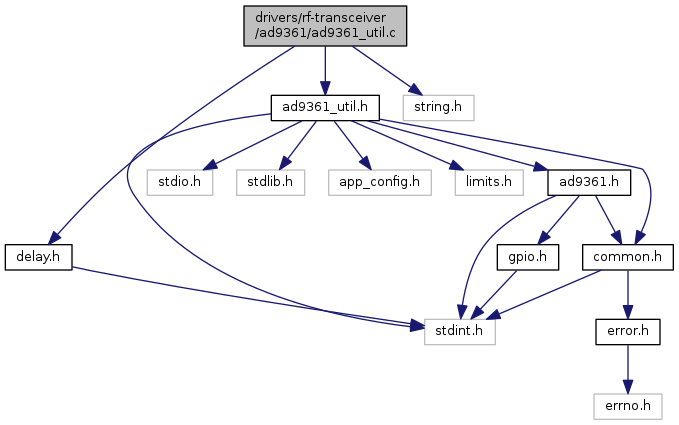 drivers/rf-transceiver
/ad9361/ad9361_util.c
ad9361_util.h
string.h
stdio.h
stdlib.h
app_config.h
limits.h
ad9361.h
delay.h
gpio.h
common.h
stdint.h
error.h
errno.h